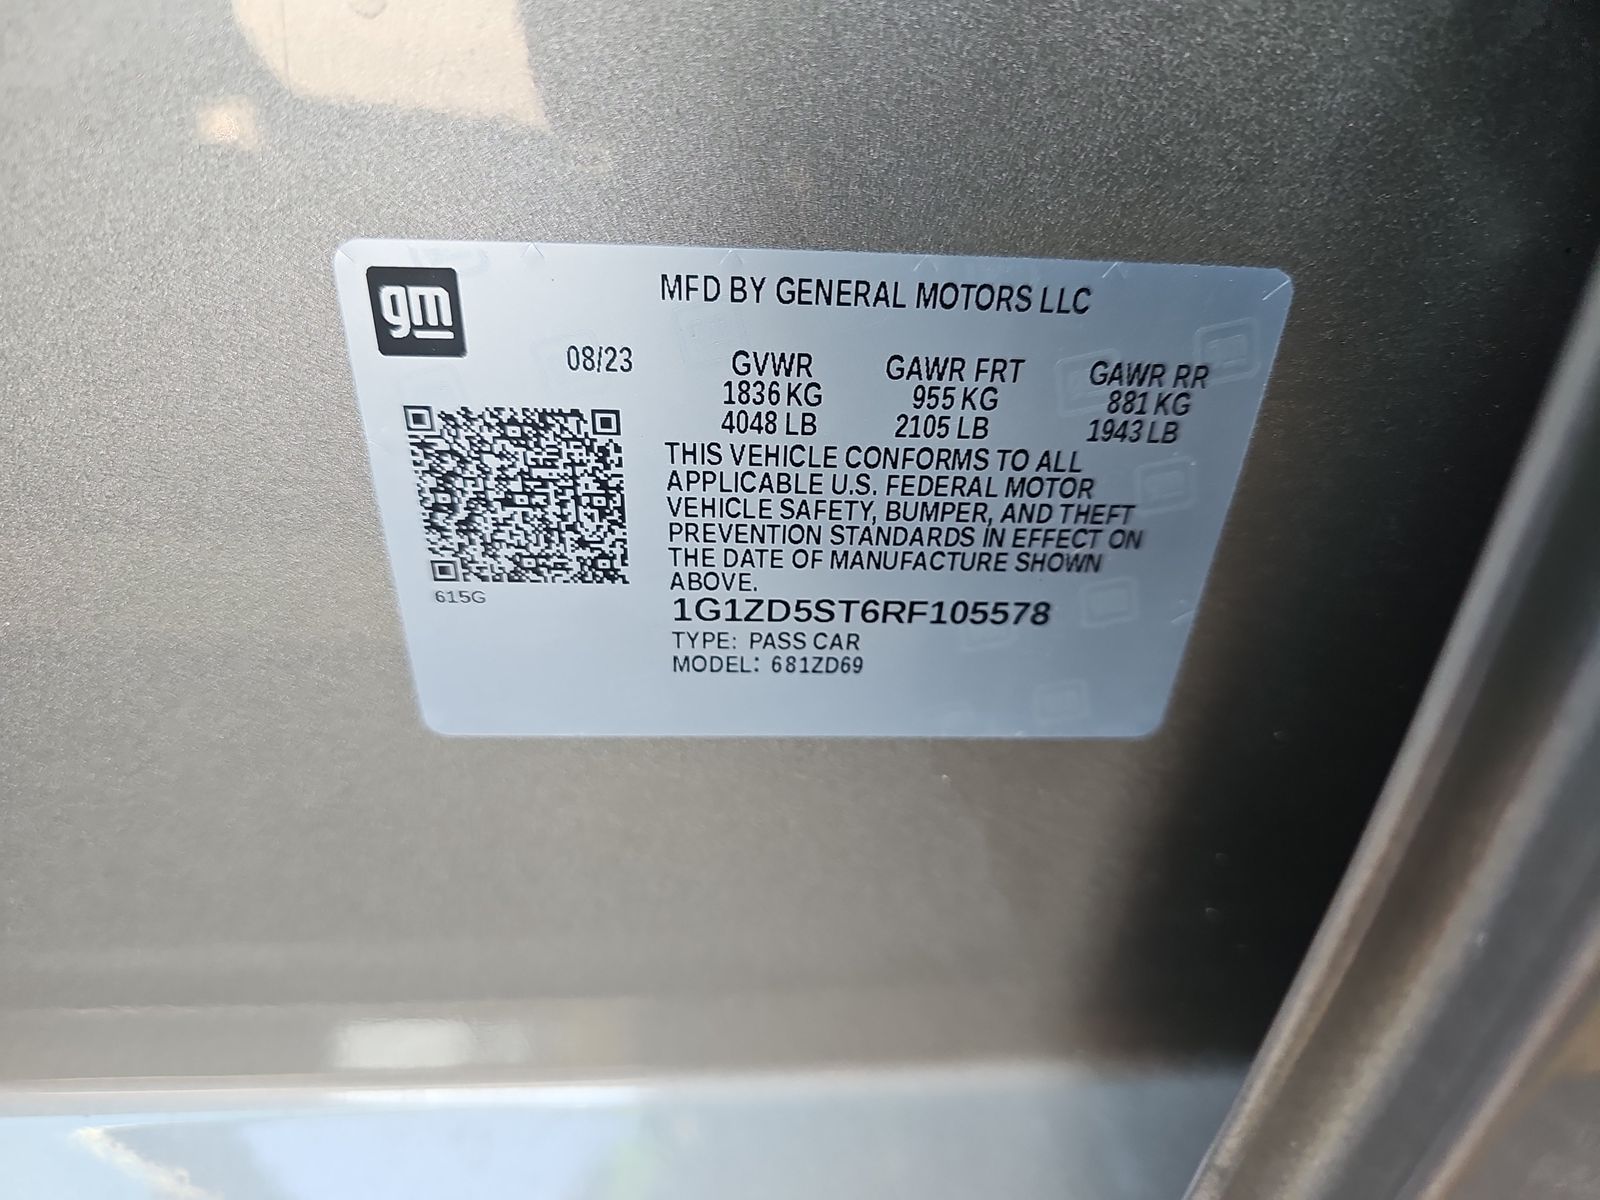 gm
MFD BY GENERAL MOTORS LLC
08/23
GVWR GAWR FRT GAWR RR
1836 KG 955 KG 881 KG
4048 LB 2105 LB 1943 LB
THIS VEHICLE CONFORMS TO ALL
APPLICABLE U.S. FEDERAL MOTOR
VEHICLE SAFETY, BUMPER, AND THEFT
PREVENTION STANDARDS IN EFFECT ON
THE DATE OF MANUFACTURE SHOWN
ABOVE.
615G
1G1ZD5ST6RF105578
TYPE: PASS CAR
MODEL: 681ZD69